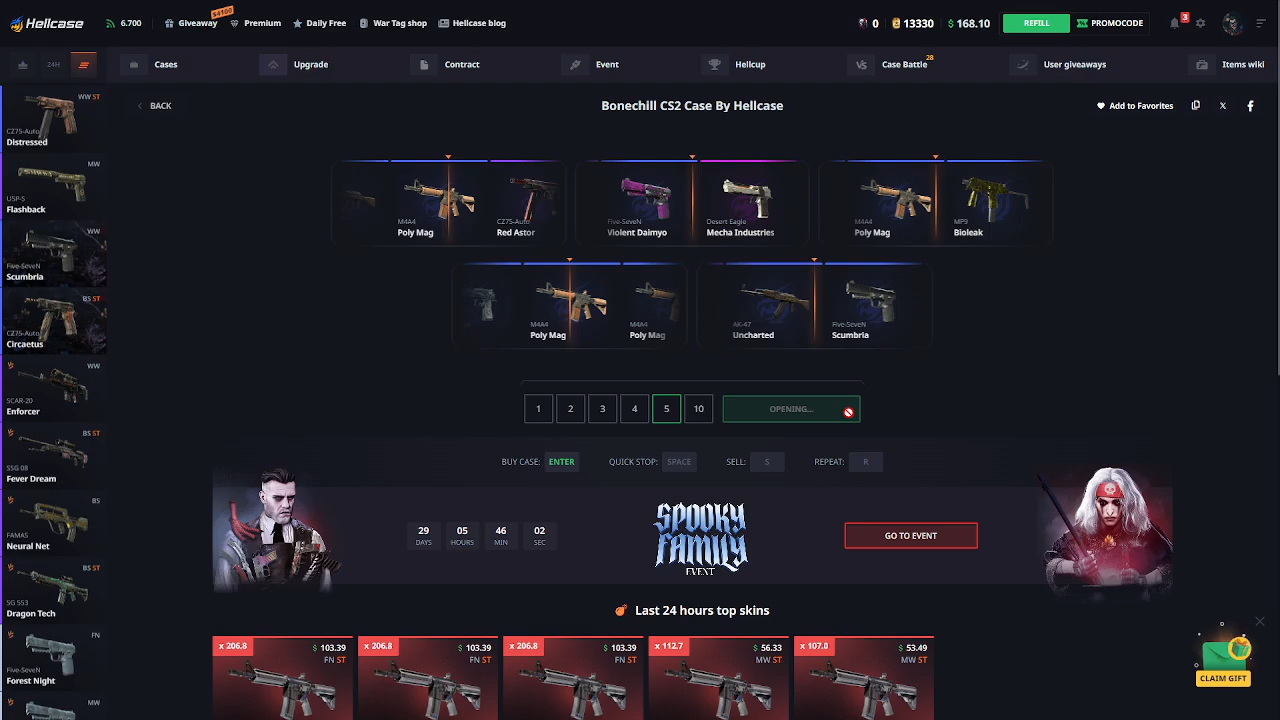 Hellcase
6.700
Giveaway
$4100
Premium
Daily Free
War Tag shop
Hellcase blog
0
13330
$ 168.10
REFILL
PROMOCODE
3
24H
Cases
Upgrade
Contract
Event
Hellcup
VS
Case Battle
28
User giveaways
Items wiki
WW ST
CZ75-Auto
Distressed
MW
USP-S
Flashback
WW
Five-SeveN
Scumbria
BS ST
CZ75-Auto
Circaetus
WW
SCAR-20
Enforcer
BS ST
SSG 08
Fever Dream
BS
FAMAS
Neural Net
BS ST
SG 553
Dragon Tech
FN
Five-SeveN
Forest Night
MW
BACK
Bonechill CS2 Case By Hellcase
Add to Favorites
M4A4
Poly Mag
CZ75-Auto
Red Astor
Five-SeveN
Violent Daimyo
Desert Eagle
Mecha Industries
M4A4
Poly Mag
MP9
Bioleak
M4A4
Poly Mag
M4A4
Poly Mag
AK-47
Uncharted
Five-SeveN
Scumbria
1
2
3
4
5
10
OPENING...
BUY CASE: ENTER
QUICK STOP: SPACE
SELL: S
REPEAT: R
29
DAYS
05
HOURS
46
MIN
02
SEC
SPOOKY
FAMILY
EVENT
GO TO EVENT
Last 24 hours top skins
x 206.8
$ 103.39
FN ST
x 206.8
$ 103.39
FN ST
x 206.8
$ 103.39
FN ST
x 112.7
$ 56.33
MW ST
x 107.0
$ 53.49
MW ST
CLAIM GIFT